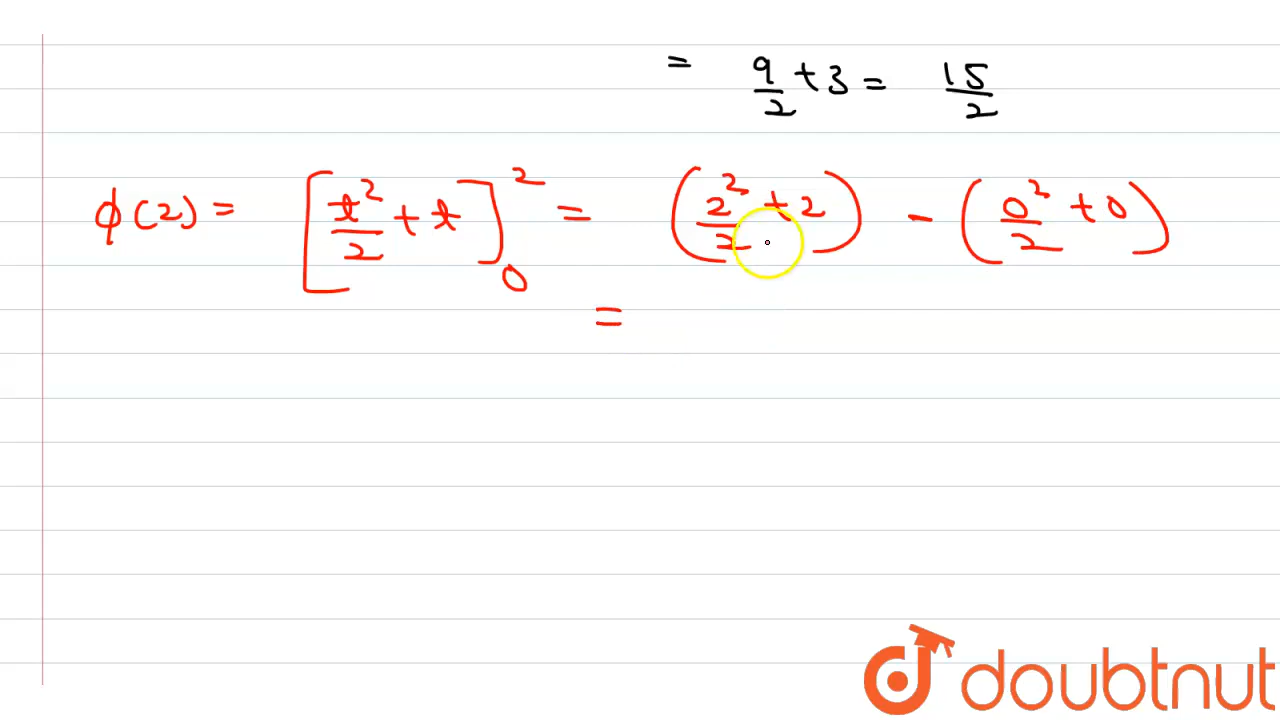 = 9/2 + 3 = 15/2
ϕ(2) = [t²/2 + t]₀² = (2²/2 + 2) - (0²/2 + 0)
=
doubtnut